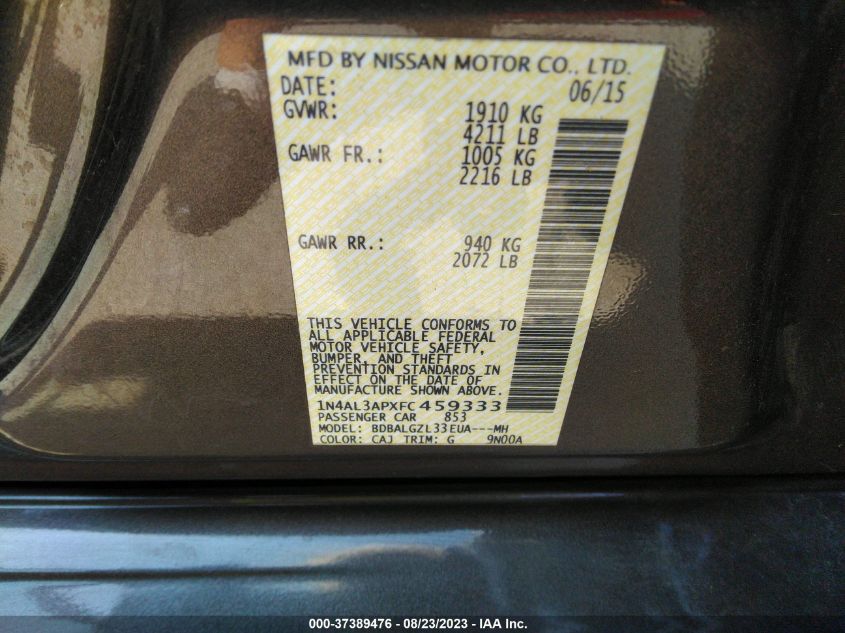 MFD BY NISSAN MOTOR CO., LTD.
DATE: 06/15
GVWR: 1910 KG
4211 LB
GAWR FR.: 1005 KG
2216 LB
GAWR RR.: 940 KG
2072 LB
THIS VEHICLE CONFORMS TO
ALL APPLICABLE FEDERAL
MOTOR VEHICLE SAFETY,
BUMPER, AND THEFT
PREVENTION STANDARDS IN
EFFECT ON THE DATE OF
MANUFACTURE SHOWN ABOVE.
1N4AL3APXFC459333
PASSENGER CAR 853
MODEL: BDBALGZL33EUA---MH
COLOR: CAJ TRIM: G 9N00A
000-37389476 - 08/23/2023 - IAA Inc.